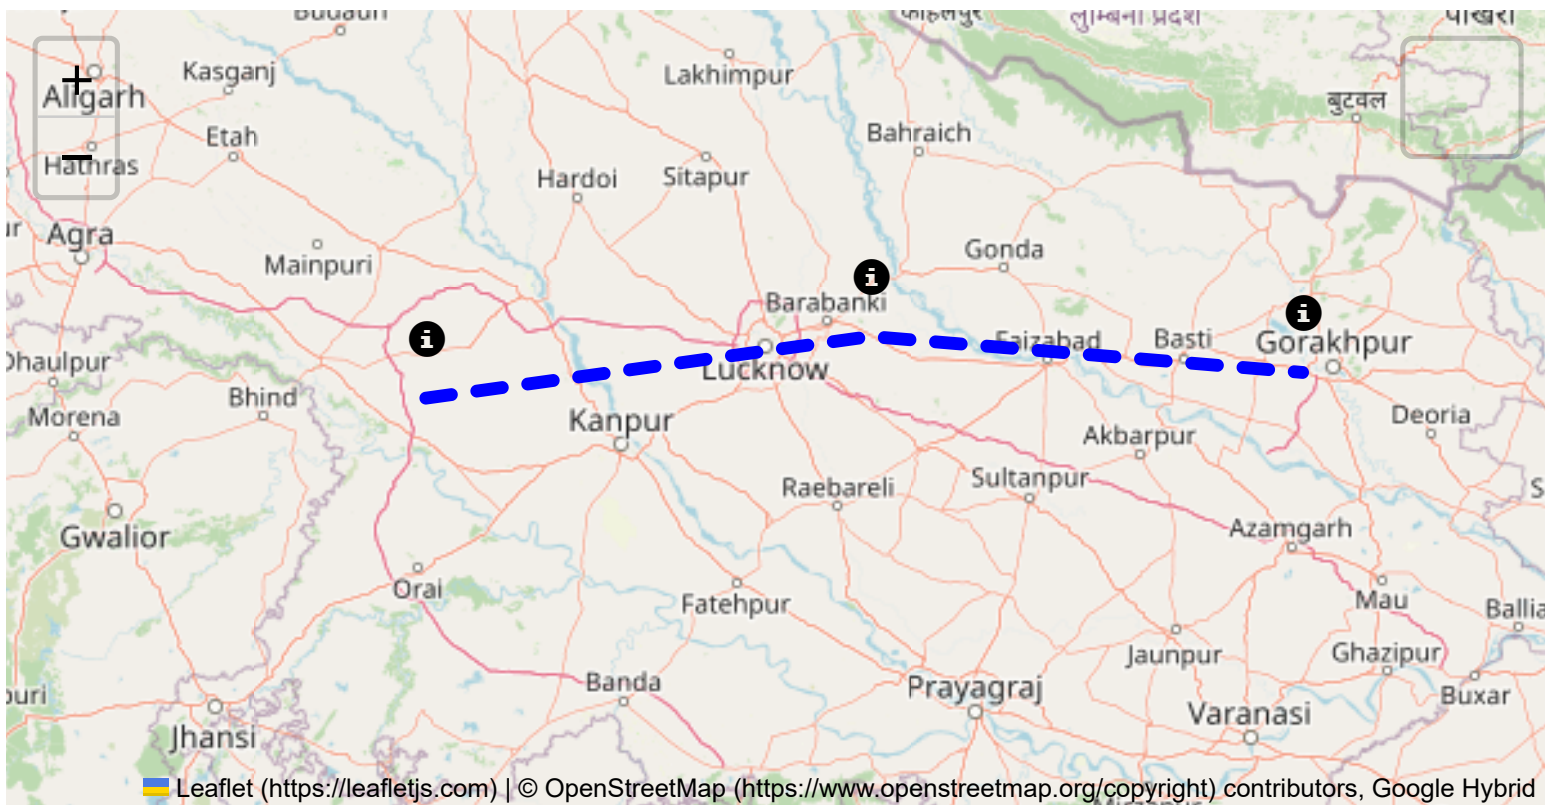 Budaun
फाहिलपुर
लुम्बिनी प्रदेश
पोखरा
+
Kasganj
Lakhimpur
Aligarh
बुटवल
Etah
Bahraich
−
Hathras
Hardoi
Sitapur
Agra
Gonda
Mainpuri
Barabanki
Faizabad
Basti
Gorakhpur
Dhaulpur
Lucknow
Bhind
Morena
Kanpur
Deoria
Akbarpur
Raebareli
Sultanpur
Gwalior
Azamgarh
Orai
Fatehpur
Mau
Ballia
Jaunpur
Ghazipur
Banda
Prayagraj
Buxar
Varanasi
Jhansi
Leaflet (https://leafletjs.com) | © OpenStreetMap (https://www.openstreetmap.org/copyright) contributors, Google Hybrid